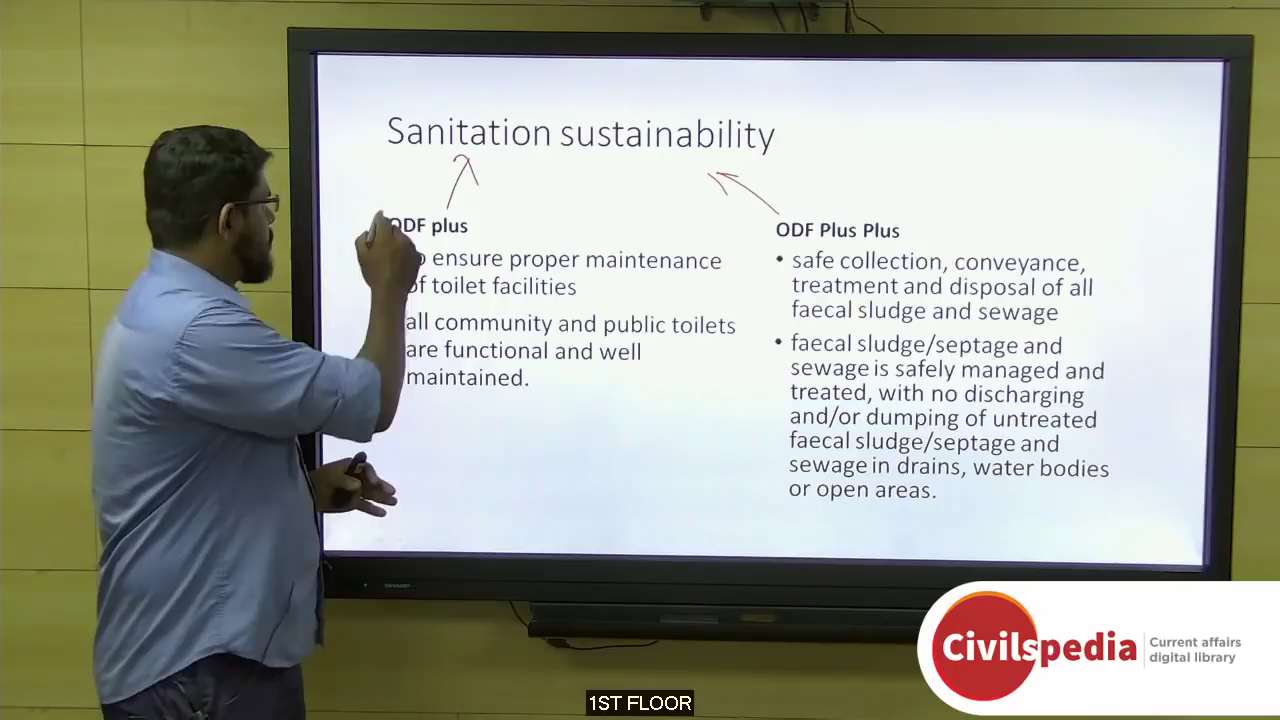 Sanitation sustainability
ODF plus
ensure proper maintenance
of toilet facilities
all community and public toilets
are functional and well
maintained.
ODF Plus Plus
• safe collection, conveyance,
treatment and disposal of all
faecal sludge and sewage
• faecal sludge/septage and
sewage is safely managed and
treated, with no discharging
and/or dumping of untreated
faecal sludge/septage and
sewage in drains, water bodies
or open areas.
SHARP
Civilspedia
Current affairs
digital library
1ST FLOOR